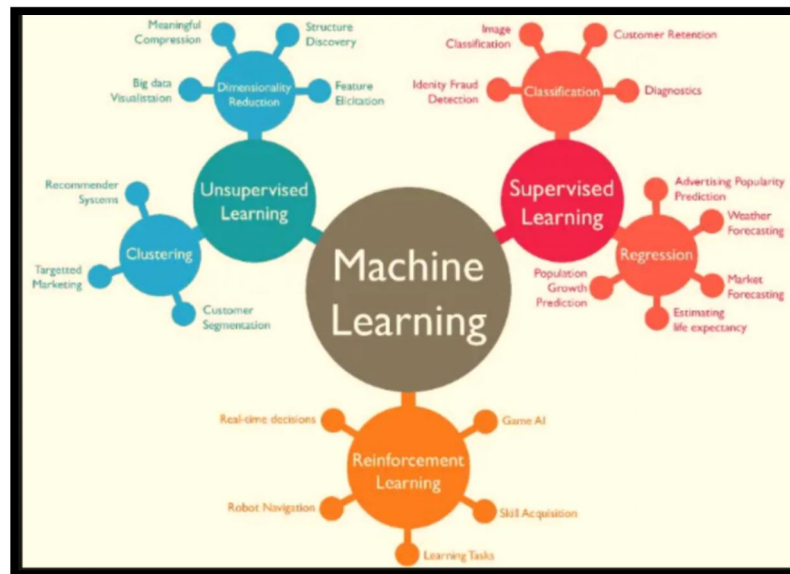 Meaningful
Compression
Structure
Discovery
Big data
Visualistaion
Dimensionality
Reduction
Feature
Elicitation
Image
Classification
Customer Retention
Idenity Fraud
Detection
Classification
Diagnostics
Recommender
Systems
Unsupervised
Learning
Clustering
Targetted
Marketing
Customer
Segmentation
Machine
Learning
Supervised
Learning
Advertising Popularity
Prediction
Weather
Forecasting
Regression
Population
Growth
Prediction
Market
Forecasting
Estimating
life expectancy
Real-time decisions
Game AI
Reinforcement
Learning
Robot Navigation
Skill Acquisition
Learning Tasks